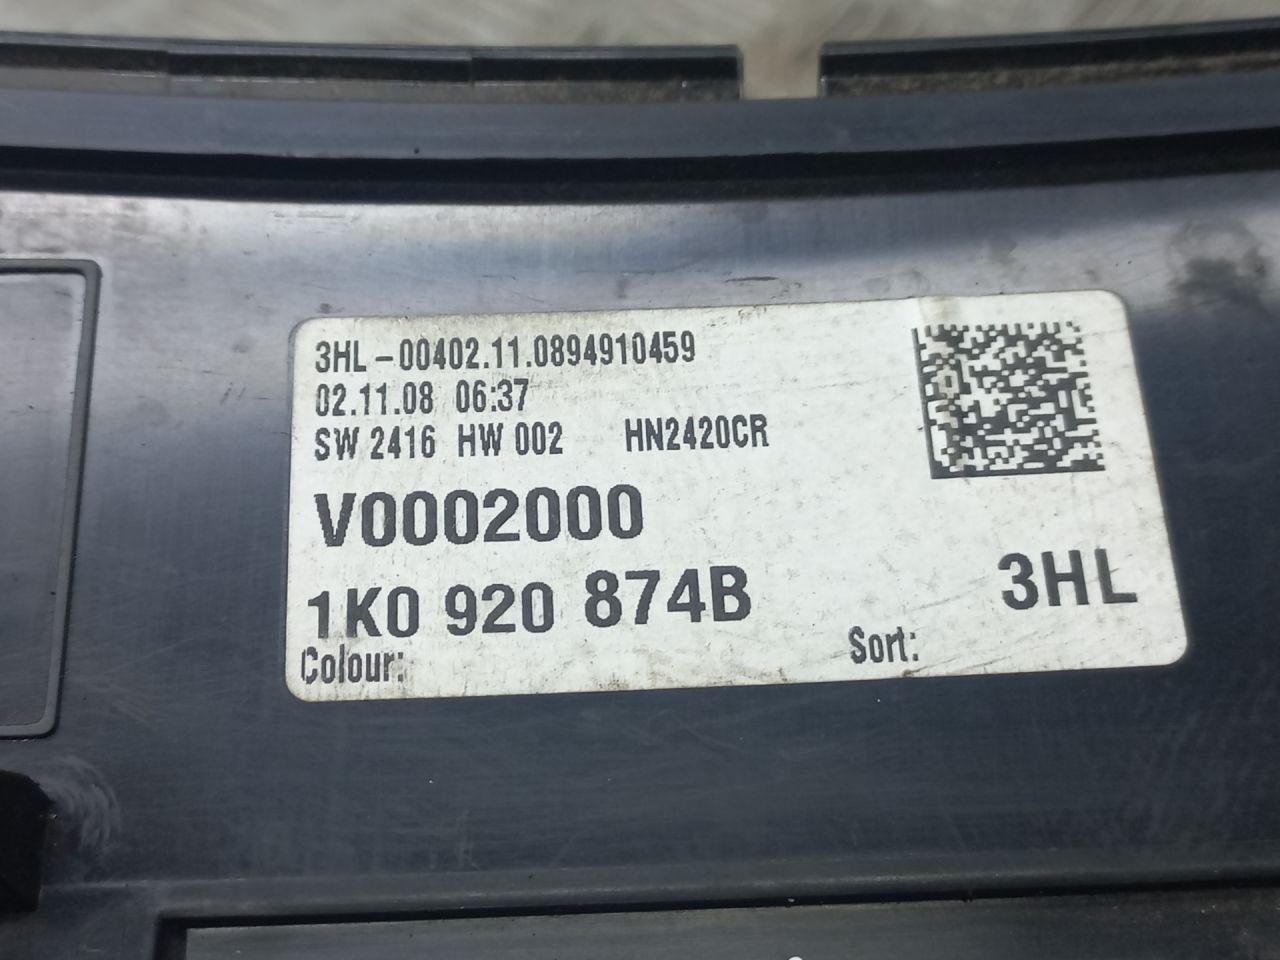 3HL-00402.11.0894910459
02.11.08 06:37
SW 2416 HW 002 HN2420CR
V0002000
1K0 920 874B 3HL
Colour: Sort: